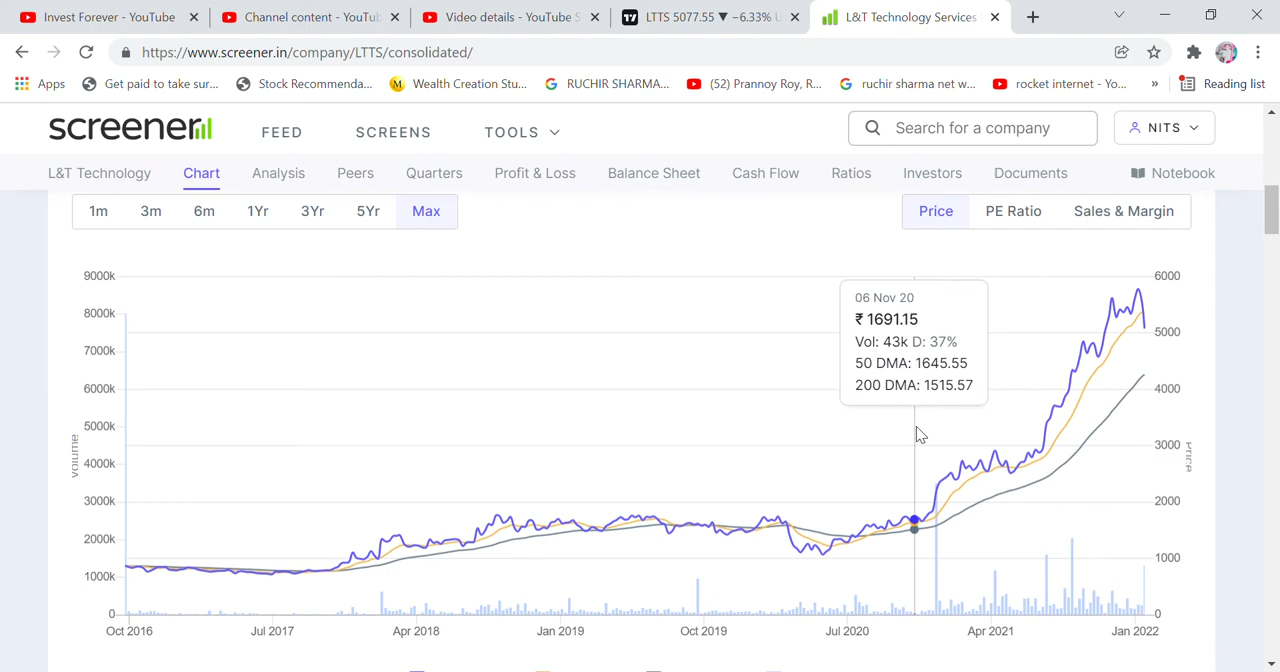 Invest Forever - YouTube
Channel content - YouTub
Video details - YouTube S
LTTS 5077.55 ▼ −6.33% U
L&T Technology Services
https://www.screener.in/company/LTTS/consolidated/
Apps
Get paid to take sur...
Stock Recommenda...
Wealth Creation Stu...
RUCHIR SHARMA...
(52) Prannoy Roy, R...
ruchir sharma net w...
rocket internet - Yo...
»
Reading list
screener
FEED
SCREENS
TOOLS
Search for a company
NITS
L&T Technology
Chart
Analysis
Peers
Quarters
Profit & Loss
Balance Sheet
Cash Flow
Ratios
Investors
Documents
Notebook
1m
3m
6m
1Yr
3Yr
5Yr
Max
Price
PE Ratio
Sales & Margin
9000k
8000k
7000k
6000k
5000k
4000k
3000k
2000k
1000k
0
Volume
06 Nov 20
₹ 1691.15
Vol: 43k D: 37%
50 DMA: 1645.55
200 DMA: 1515.57
6000
5000
4000
3000
2000
1000
0
Price
Oct 2016
Jul 2017
Apr 2018
Jan 2019
Oct 2019
Jul 2020
Apr 2021
Jan 2022